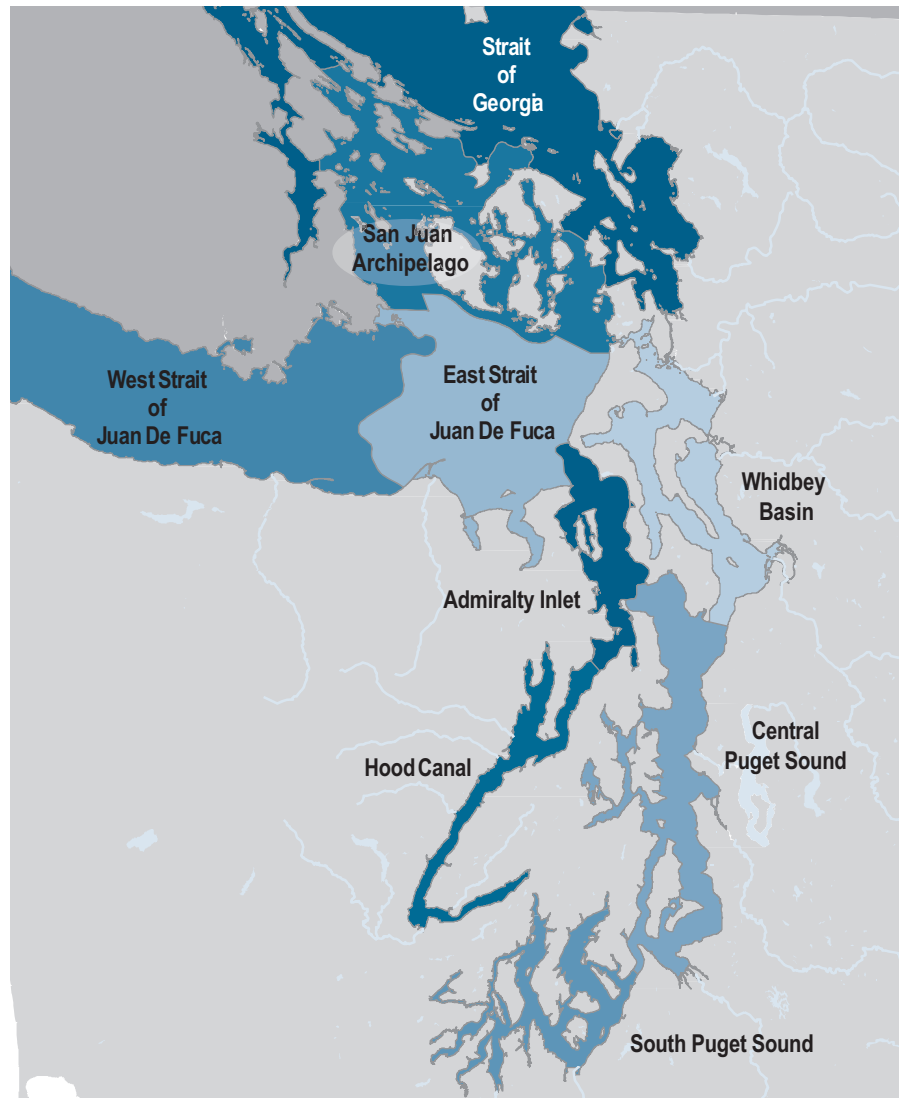 Strait
of
Georgia
San Juan
Archipelago
West Strait
of
Juan De Fuca
East Strait
of
Juan De Fuca
Whidbey
Basin
Admiralty Inlet
Central
Puget Sound
Hood Canal
South Puget Sound